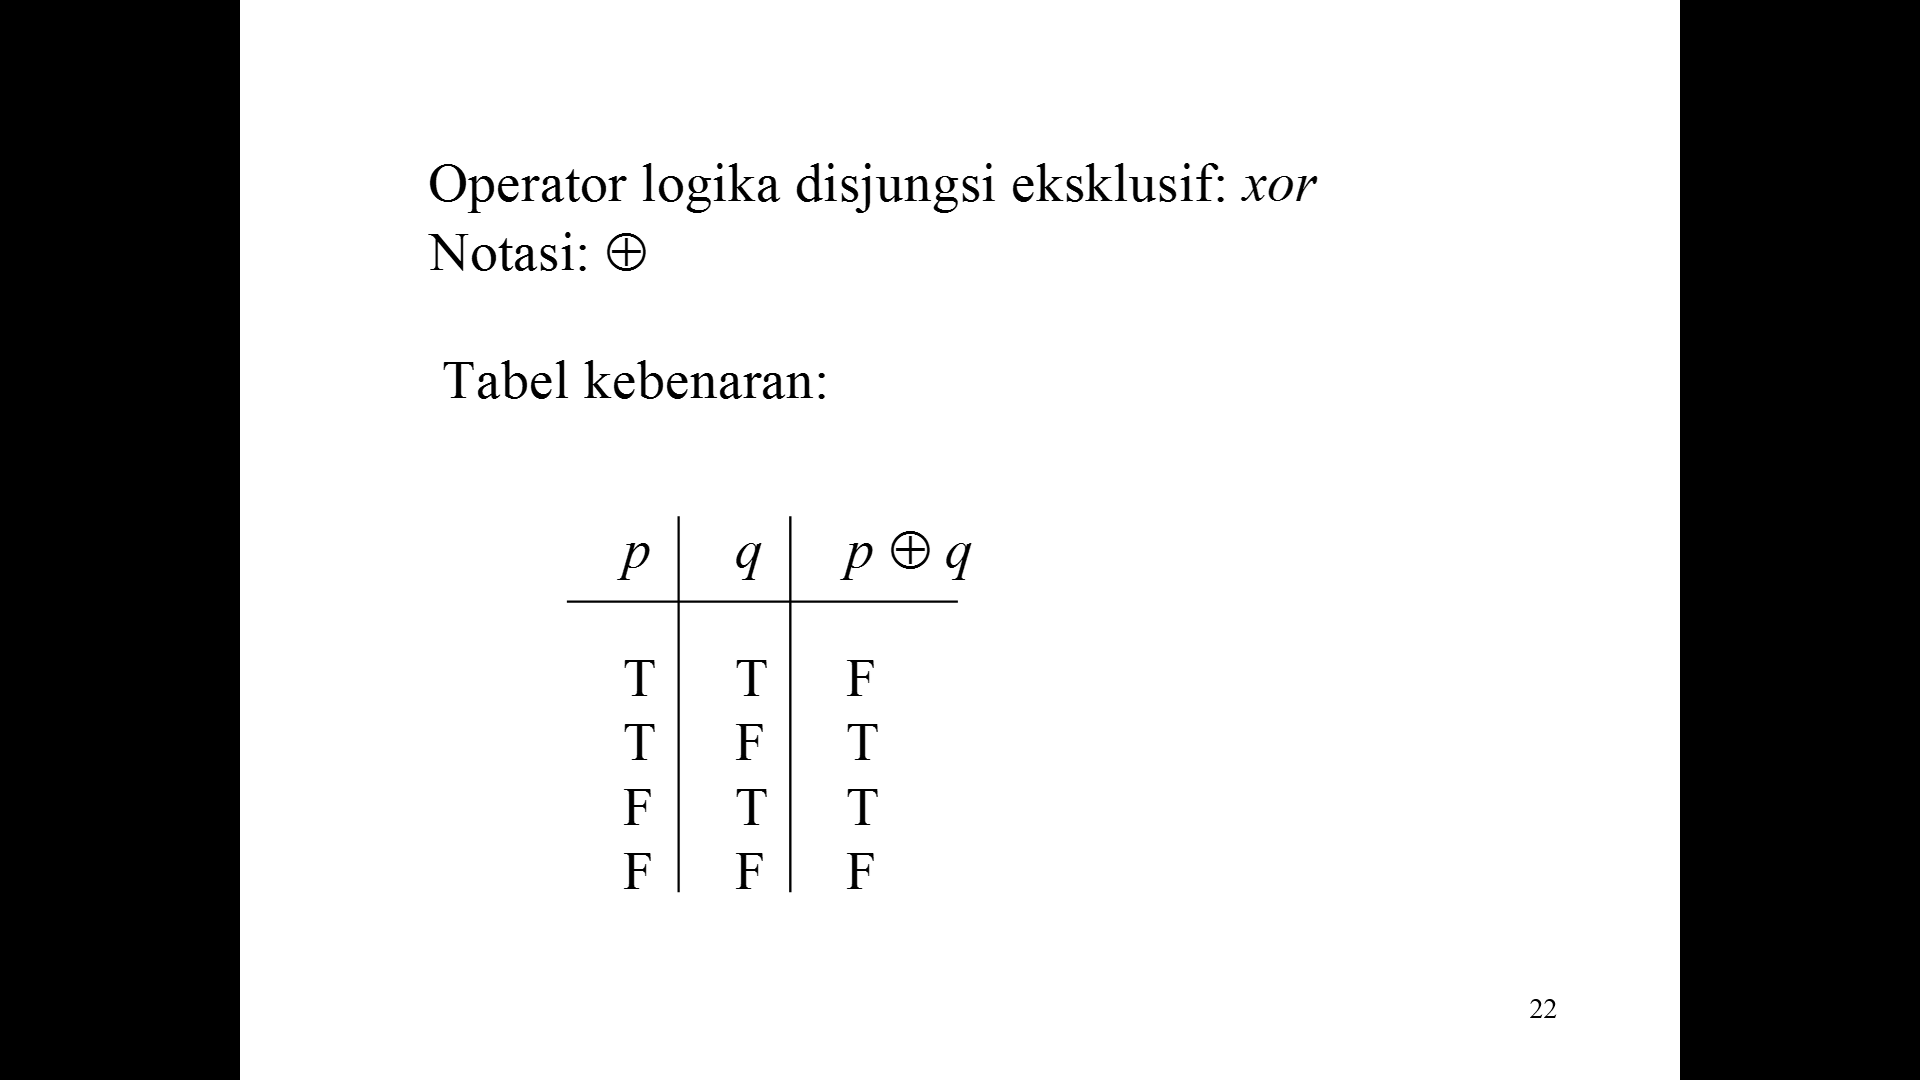 Operator logika disjungsi eksklusif: xor
Notasi: ⊕
Tabel kebenaran:
p q p ⊕ q
T T F
T F T
F T T
F F F
22